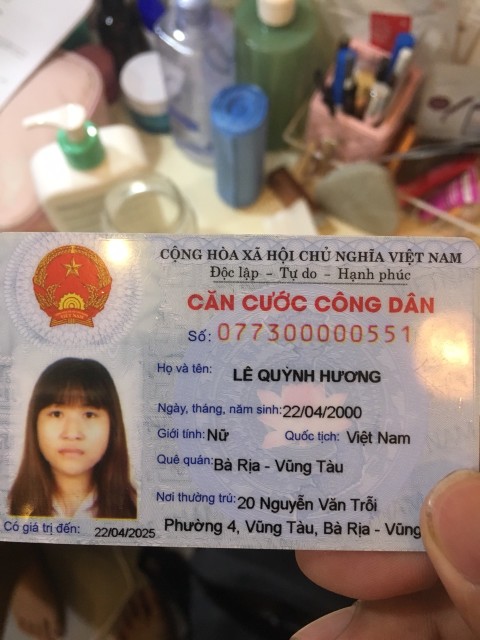 CỘNG HÒA XÃ HỘI CHỦ NGHĨA VIỆT NAM
Độc lập - Tự do - Hạnh phúc
CĂN CƯỚC CÔNG DÂN
Số: 077300000551
Họ và tên: LÊ QUỲNH HƯƠNG
Ngày, tháng, năm sinh: 22/04/2000
Giới tính: Nữ Quốc tịch: Việt Nam
Quê quán: Bà Rịa - Vũng Tàu
Nơi thường trú: 20 Nguyễn Văn Trỗi
Phường 4, Vũng Tàu, Bà Rịa - Vũng
Có giá trị đến: 22/04/2025